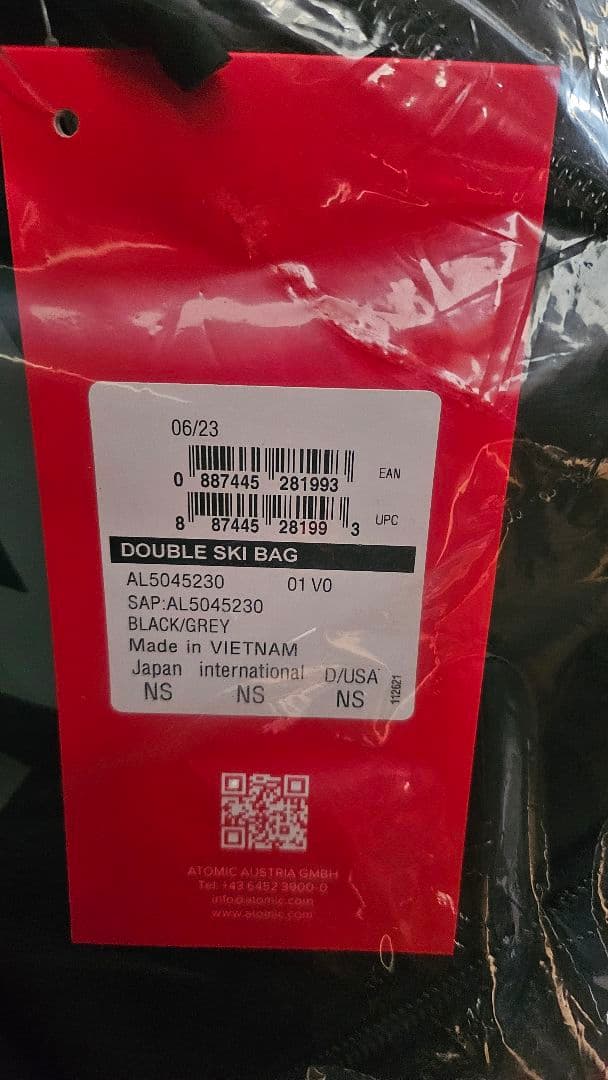 06/23
0 887445 281993 EAN
8 87445 28199 3 UPC
DOUBLE SKI BAG
AL5045230 01 V0
SAP:AL5045230
BLACK/GREY
Made in VIETNAM
Japan international D/USA
NS NS NS
112621
ATOMIC AUSTRIA GMBH
Tel: +43 6452 3900-0
info@atomic.com
www.atomic.com